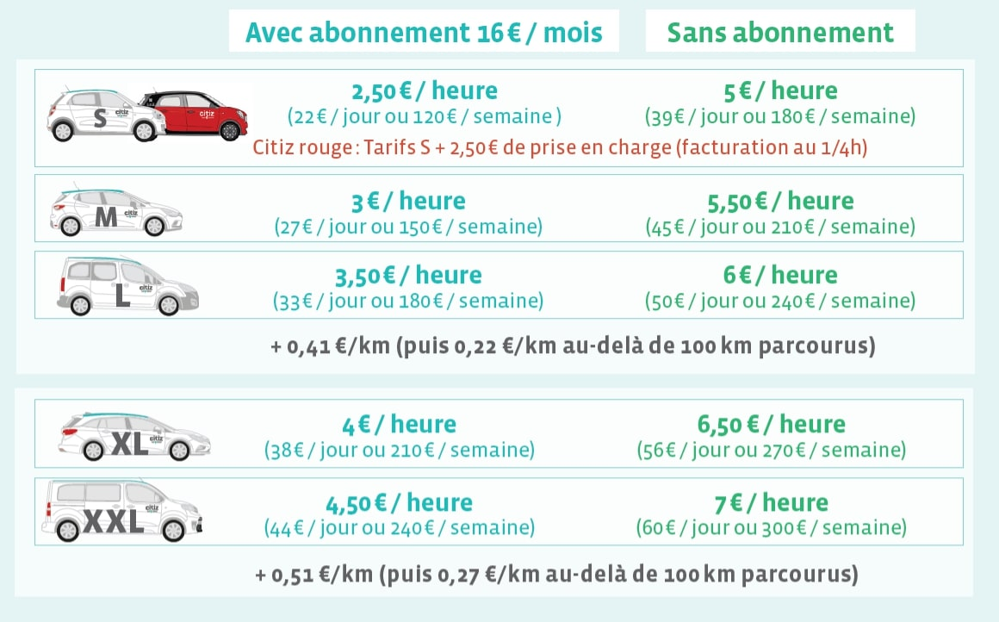 Avec abonnement 16 € / mois
Sans abonnement
S
citiz
citiz
2,50 € / heure
(22 € / jour ou 120 € / semaine )
5 € / heure
(39 € / jour ou 180 € / semaine)
Citiz rouge : Tarifs S + 2,50 € de prise en charge (facturation au 1/4h)
M
citiz
3 € / heure
(27 € / jour ou 150 € / semaine)
5,50 € / heure
(45 € / jour ou 210 € / semaine)
L
citiz
3,50 € / heure
(33 € / jour ou 180 € / semaine)
6 € / heure
(50 € / jour ou 240 € / semaine)
+ 0,41 €/km (puis 0,22 €/km au-delà de 100 km parcourus)
XL
citiz
4 € / heure
(38 € / jour ou 210 € / semaine)
6,50 € / heure
(56 € / jour ou 270 € / semaine)
XXL
citiz
4,50 € / heure
(44 € / jour ou 240 € / semaine)
7 € / heure
(60 € / jour ou 300 € / semaine)
+ 0,51 €/km (puis 0,27 €/km au-delà de 100 km parcourus)